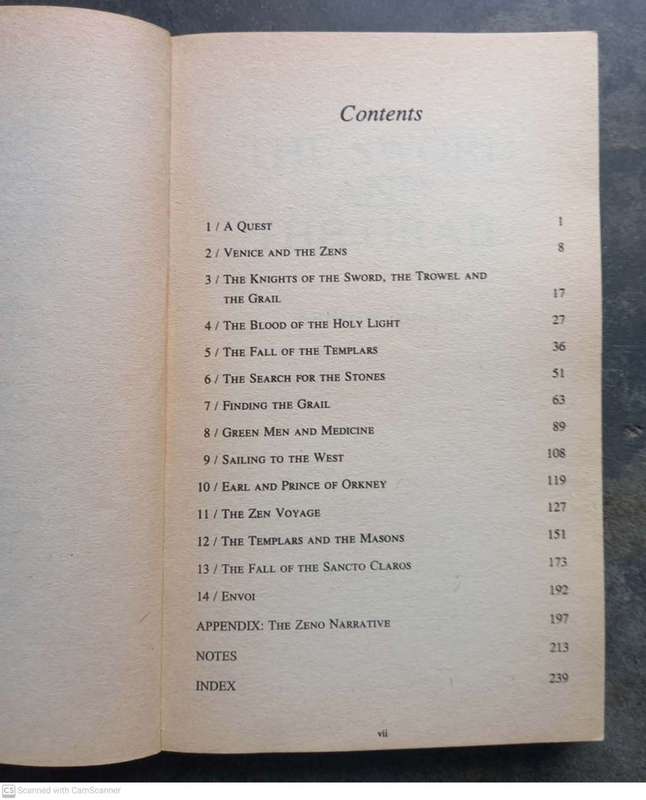 Contents
1 / A Quest 1
2 / Venice and the Zens 8
3 / The Knights of the Sword, the Trowel and
the Grail 17
4 / The Blood of the Holy Light 27
5 / The Fall of the Templars 36
6 / The Search for the Stones 51
7 / Finding the Grail 63
8 / Green Men and Medicine 89
9 / Sailing to the West 108
10 / Earl and Prince of Orkney 119
11 / The Zen Voyage 127
12 / The Templars and the Masons 151
13 / The Fall of the Sancto Claros 173
14 / Envoi 192
APPENDIX: The Zeno Narrative 197
NOTES 213
INDEX 239
vii
CS Scanned with CamScanner